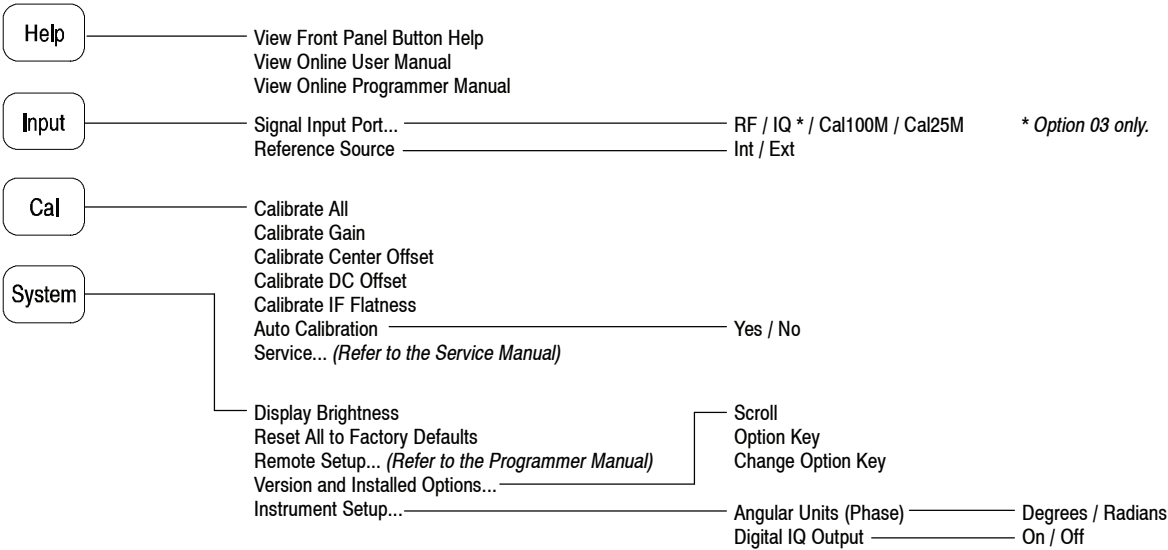 Help
View Front Panel Button Help
View Online User Manual
View Online Programmer Manual
Input
Signal Input Port... RF / IQ * / Cal100M / Cal25M * Option 03 only.
Reference Source Int / Ext
Cal
Calibrate All
Calibrate Gain
Calibrate Center Offset
Calibrate DC Offset
Calibrate IF Flatness
Auto Calibration Yes / No
Service... (Refer to the Service Manual)
System
Display Brightness Scroll
Reset All to Factory Defaults Option Key
Remote Setup... (Refer to the Programmer Manual) Change Option Key
Version and Installed Options...
Instrument Setup... Angular Units (Phase) Degrees / Radians
Digital IQ Output On / Off